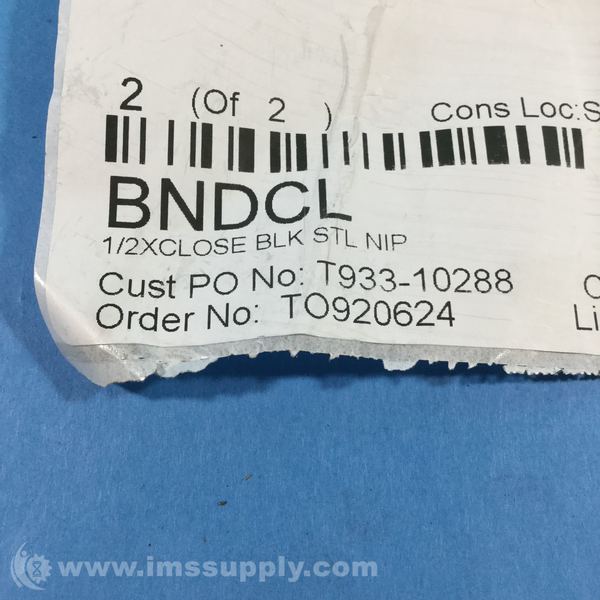 2 (Of 2 ) Cons Loc:S
BNDCL
1/2XCLOSE BLK STL NIP
Cust PO No: T933-10288
Order No: TO920624 Li
www.imssupply.com